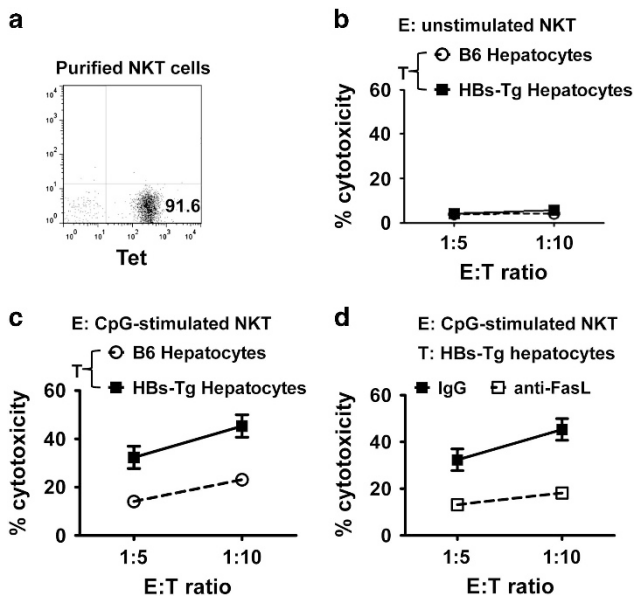 a
Purified NKT cells
10⁴
10³
10²
10¹
10⁰
91.6
10⁰ 10¹ 10² 10³ 10⁴
Tet
b
E: unstimulated NKT
T
B6 Hepatocytes
HBs-Tg Hepatocytes
% cytotoxicity
60
40
20
0
1:5 1:10
E:T ratio
c
E: CpG-stimulated NKT
T
B6 Hepatocytes
HBs-Tg Hepatocytes
% cytotoxicity
60
40
20
0
1:5 1:10
E:T ratio
d
E: CpG-stimulated NKT
T: HBs-Tg hepatocytes
IgG anti-FasL
% cytotoxicity
60
40
20
0
1:5 1:10
E:T ratio